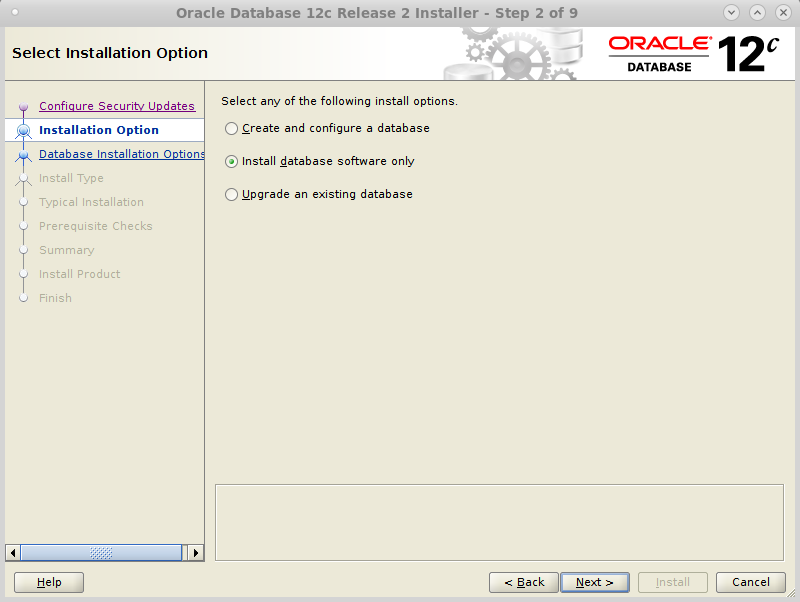 Oracle Database 12c Release 2 Installer - Step 2 of 9
Select Installation Option
ORACLE
DATABASE
12c
Configure Security Updates
Installation Option
Database Installation Options
Install Type
Typical Installation
Prerequisite Checks
Summary
Install Product
Finish
Select any of the following install options.
Create and configure a database
Install database software only
Upgrade an existing database
Help
< Back
Next >
Install
Cancel